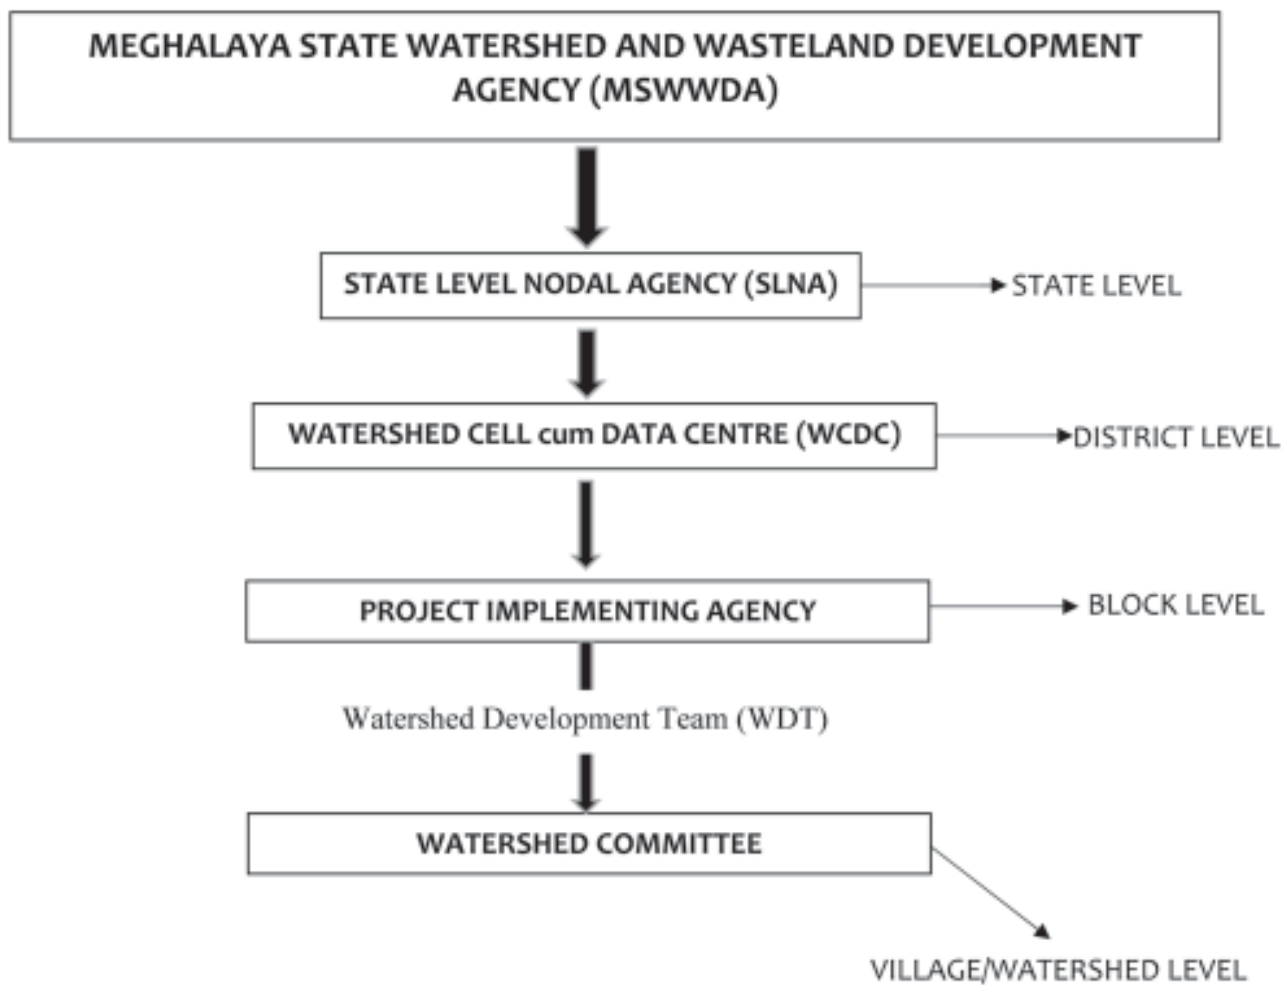 MEGHALAYA STATE WATERSHED AND WASTELAND DEVELOPMENT
AGENCY (MSWWDA)
STATE LEVEL NODAL AGENCY (SLNA)
STATE LEVEL
WATERSHED CELL cum DATA CENTRE (WCDC)
DISTRICT LEVEL
PROJECT IMPLEMENTING AGENCY
BLOCK LEVEL
Watershed Development Team (WDT)
WATERSHED COMMITTEE
VILLAGE/WATERSHED LEVEL